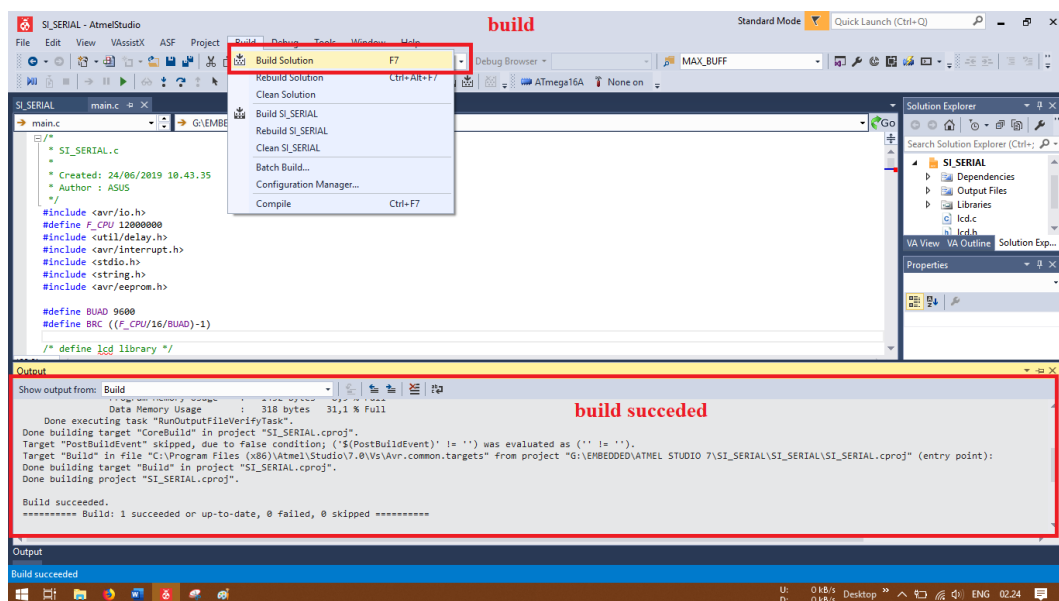 SI_SERIAL - AtmelStudio
build
Standard Mode
Quick Launch (Ctrl+Q)
File Edit View VAssistX ASF Project Build Debug Tools Window Help
Debug Browser
MAX_BUFF
ATmega16A None on
Build Solution F7
Rebuild Solution Ctrl+Alt+F7
Clean Solution
Build SI_SERIAL
Rebuild SI_SERIAL
Clean SI_SERIAL
Batch Build...
Configuration Manager...
Compile Ctrl+F7
SI_SERIAL main.c
main.c G:\EMBE
Go
/*
* SI_SERIAL.c
*
* Created: 24/06/2019 10.43.35
* Author : ASUS
*/
#include <avr/io.h>
#define F_CPU 12000000
#include <util/delay.h>
#include <avr/interrupt.h>
#include <stdio.h>
#include <string.h>
#include <avr/eeprom.h>
#define BUAD 9600
#define BRC ((F_CPU/16/BUAD)-1)
/* define lcd library */
Solution Explorer
Search Solution Explorer (Ctrl+;
SI_SERIAL
Dependencies
Output Files
Libraries
lcd.c
lcd.h
VA View VA Outline Solution Exp...
Properties
Output
Show output from: Build
build succeded
Data Memory Usage : 318 bytes 31,1 % Full
Done executing task "RunOutputFileVerifyTask".
Done building target "CoreBuild" in project "SI_SERIAL.cproj".
Target "PostBuildEvent" skipped, due to false condition; ('$(PostBuildEvent)' != '') was evaluated as ('' != '').
Target "Build" in file "C:\Program Files (x86)\Atmel\Studio\7.0\Vs\Avr.common.targets" from project "G:\EMBEDDED\ATMEL STUDIO 7\SI_SERIAL\SI_SERIAL\SI_SERIAL.cproj" (entry point):
Done building target "Build" in project "SI_SERIAL.cproj".
Done building project "SI_SERIAL.cproj".
Build succeeded.
========== Build: 1 succeeded or up-to-date, 0 failed, 0 skipped ==========
Output
Build succeeded
U: 0 kB/s
D: 0 kB/s
Desktop
ENG 02.24